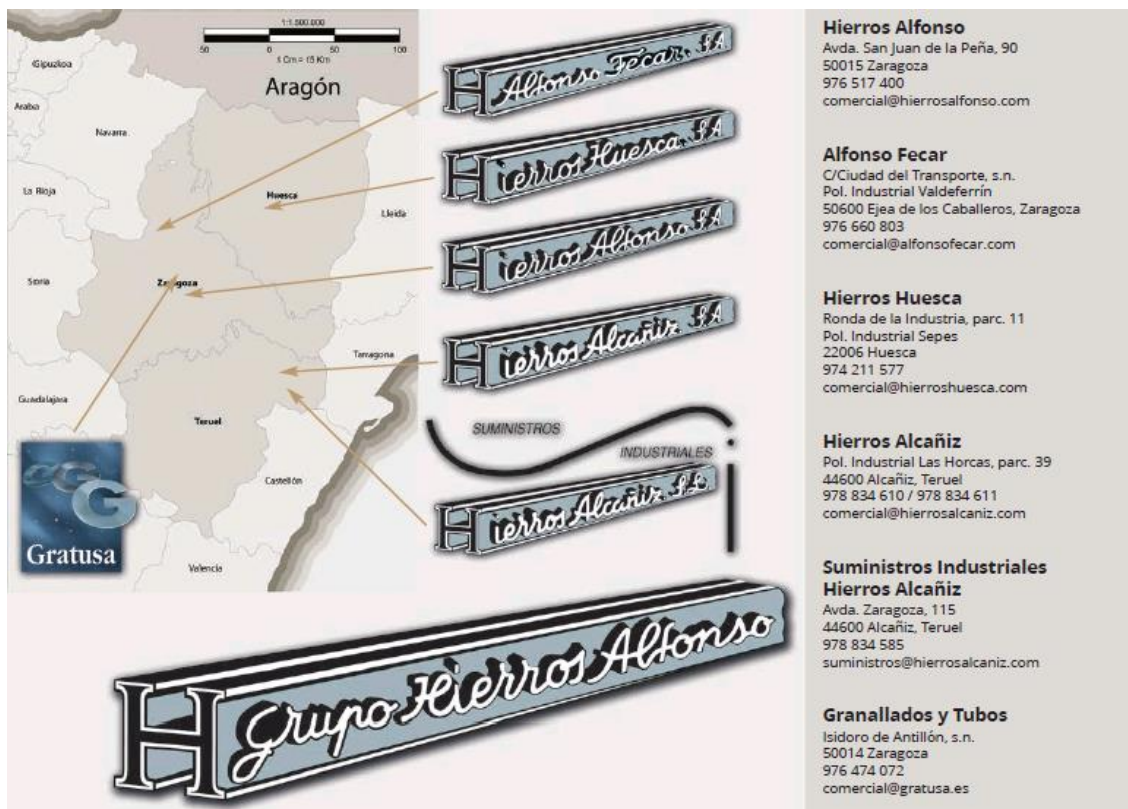 1:1.500.000
50 0 50 100
1 Cm = 15 Km
Aragón
Gipuzkoa
Araba
Navarra
La Rioja
Huesca
Lleida
Soria
Zaragoza
Tarragona
Guadalajara
Teruel
Castellón
Valencia
Gratusa
H Alfonso Fecar, S.A
Hierros Huesca, S.A
Hierros Alfonso S.A
Hierros Alcañiz S.A
SUMINISTROS
INDUSTRIALES
Hierros Alcañiz S.L.
H grupo Hierros Alfonso
Hierros Alfonso
Avda. San Juan de la Peña, 90
50015 Zaragoza
976 517 400
comercial@hierrosalfonso.com
Alfonso Fecar
C/Ciudad del Transporte, s.n.
Pol. Industrial Valdeferrín
50600 Ejea de los Caballeros, Zaragoza
976 660 803
comercial@alfonsofecar.com
Hierros Huesca
Ronda de la Industria, parc. 11
Pol. Industrial Sepes
22006 Huesca
974 211 577
comercial@hierroshuesca.com
Hierros Alcañiz
Pol. Industrial Las Horcas, parc. 39
44600 Alcañiz, Teruel
978 834 610 / 978 834 611
comercial@hierrosalcaniz.com
Suministros Industriales
Hierros Alcañiz
Avda. Zaragoza, 115
44600 Alcañiz, Teruel
978 834 585
suministros@hierrosalcaniz.com
Granallados y Tubos
Isidoro de Antillón, s.n.
50014 Zaragoza
976 474 072
comercial@gratusa.es